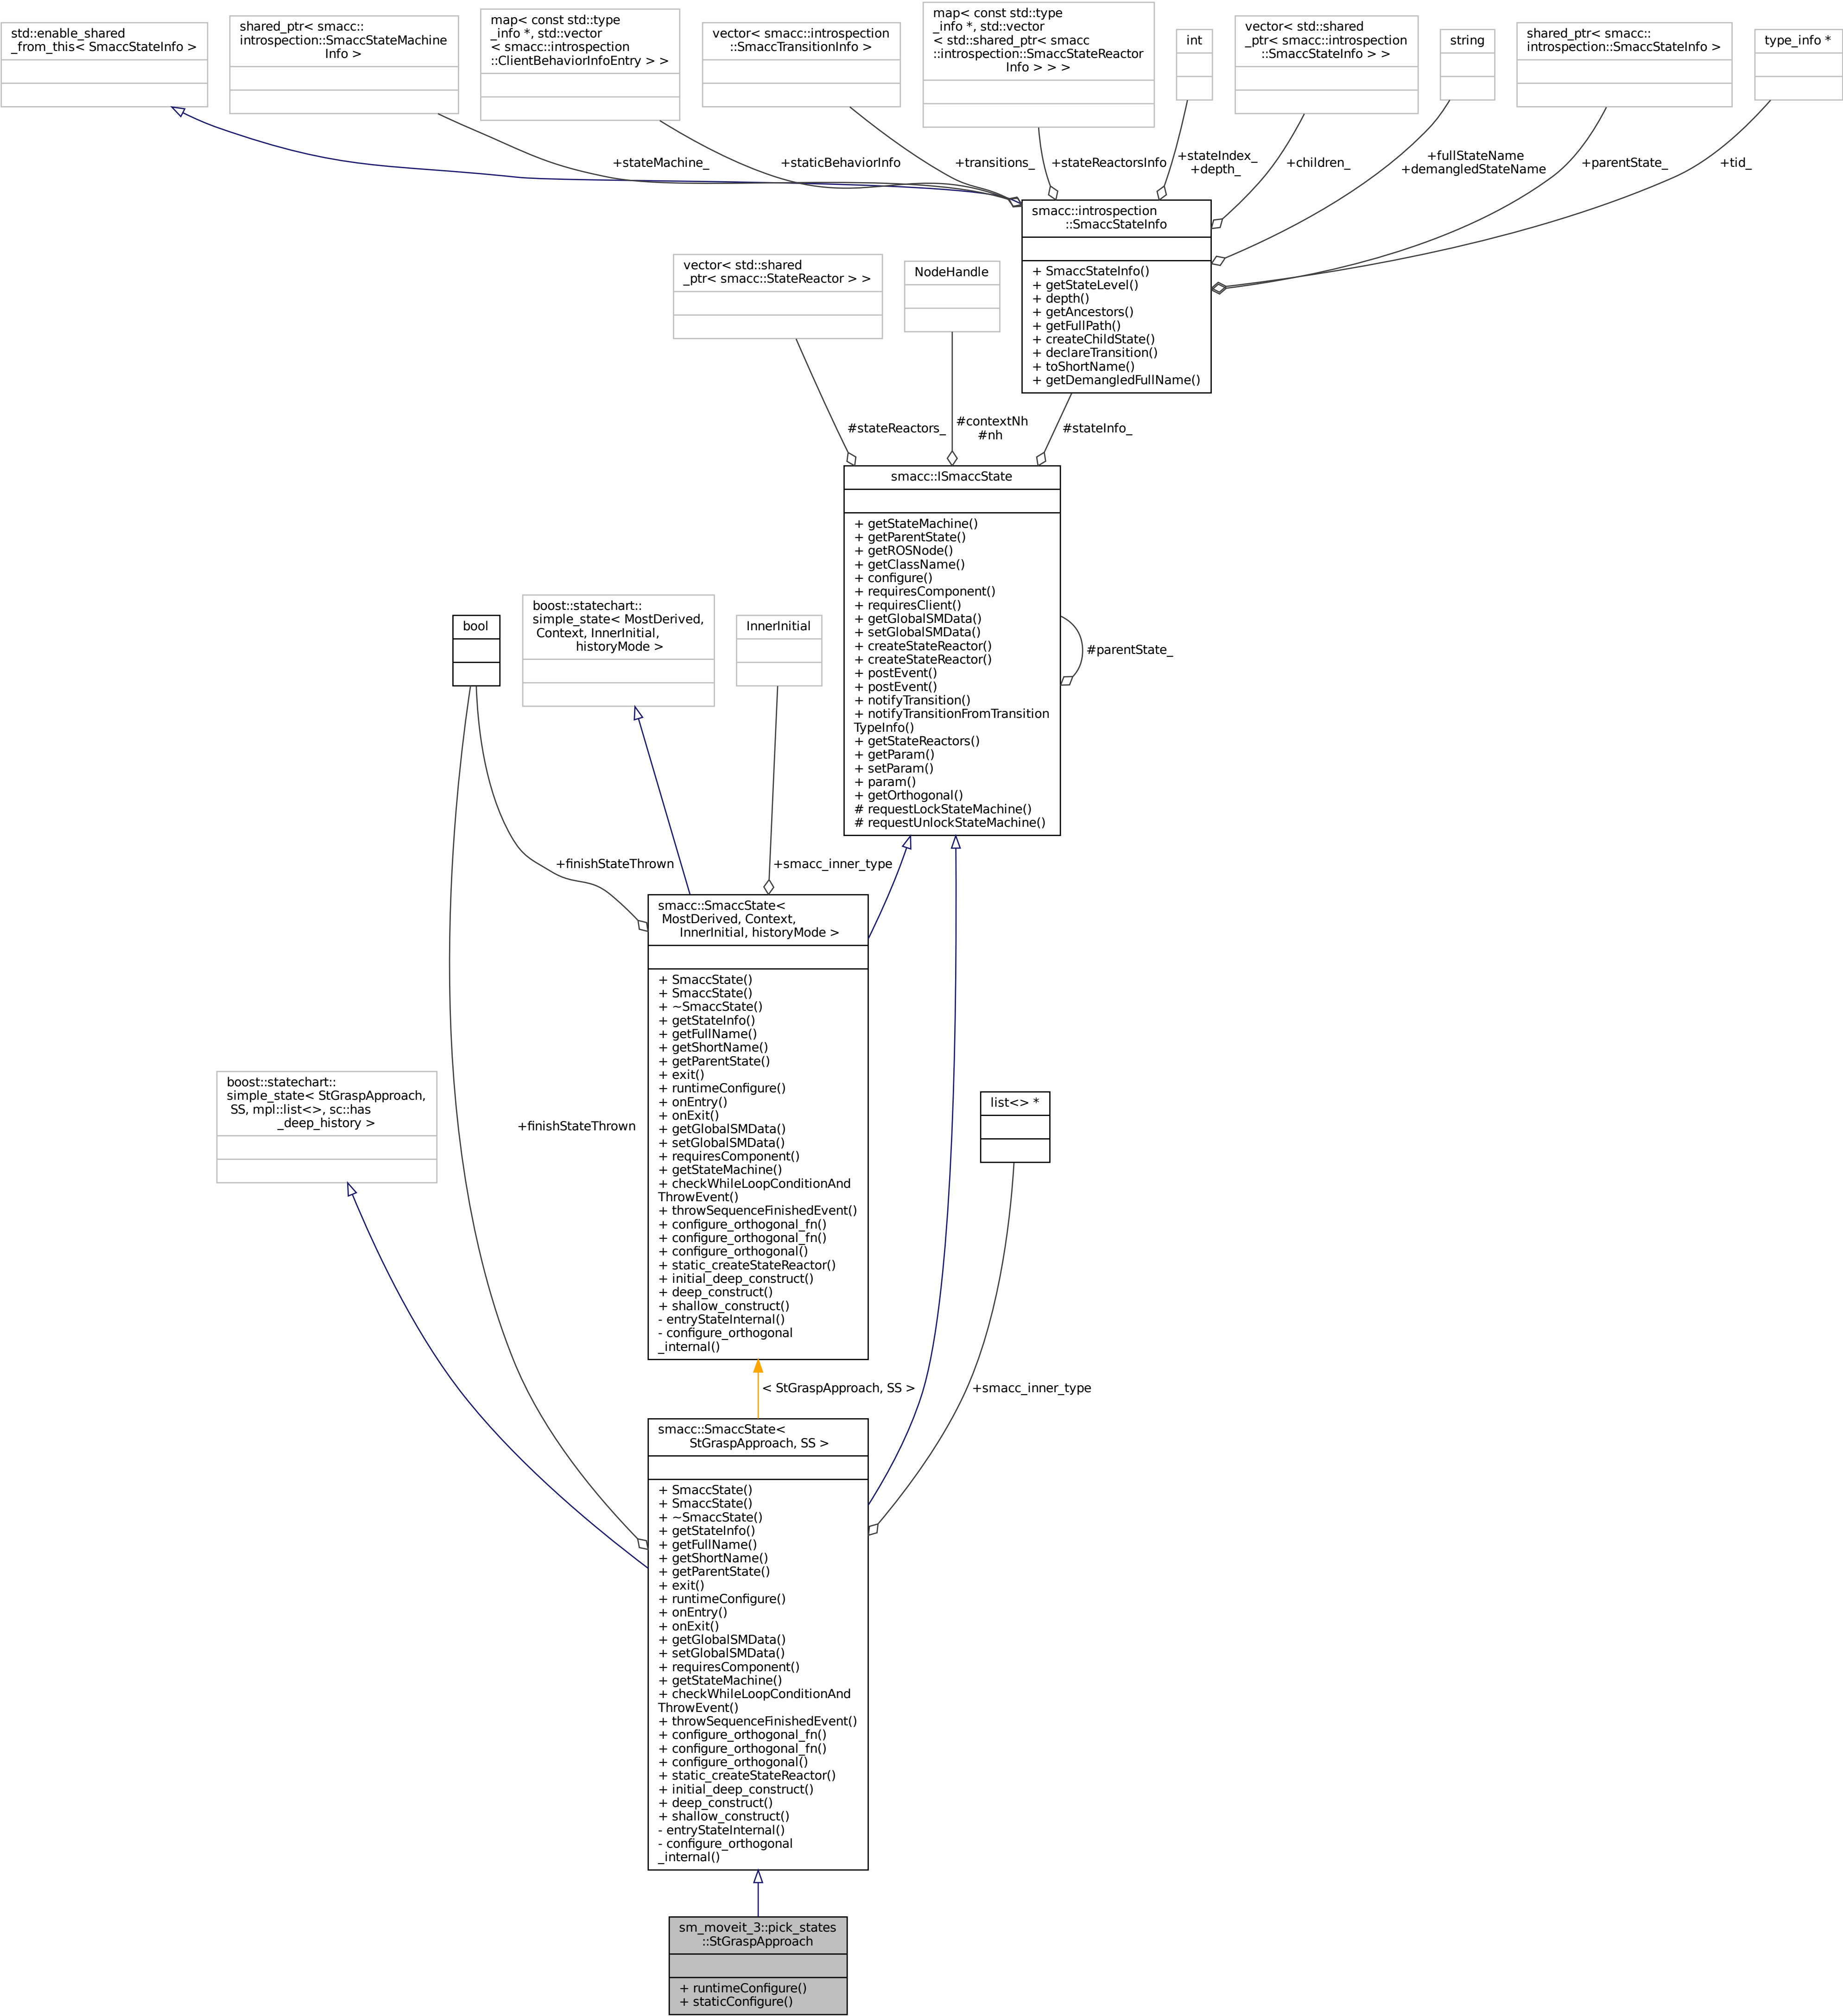 std::enable_shared
_from_this< SmaccStateInfo >
shared_ptr< smacc::
introspection::SmaccStateMachine
Info >
map< const std::type
_info *, std::vector
< smacc::introspection
::ClientBehaviorInfoEntry > >
vector< smacc::introspection
::SmaccTransitionInfo >
map< const std::type
_info *, std::vector
< std::shared_ptr< smacc
::introspection::SmaccStateReactor
Info > > >
int
vector< std::shared
_ptr< smacc::introspection
::SmaccStateInfo > >
string
shared_ptr< smacc::
introspection::SmaccStateInfo >
type_info *
+stateMachine_
+staticBehaviorInfo
+transitions_
+stateReactorsInfo
+stateIndex_
+depth_
+children_
+fullStateName
+demangledStateName
+parentState_
+tid_
smacc::introspection
::SmaccStateInfo
+ SmaccStateInfo()
+ getStateLevel()
+ depth()
+ getAncestors()
+ getFullPath()
+ createChildState()
+ declareTransition()
+ toShortName()
+ getDemangledFullName()
vector< std::shared
_ptr< smacc::StateReactor > >
NodeHandle
#stateReactors_
#contextNh
#nh
#stateInfo_
smacc::ISmaccState
+ getStateMachine()
+ getParentState()
+ getROSNode()
+ getClassName()
+ configure()
+ requiresComponent()
+ requiresClient()
+ getGlobalSMData()
+ setGlobalSMData()
+ createStateReactor()
+ createStateReactor()
+ postEvent()
+ postEvent()
+ notifyTransition()
+ notifyTransitionFromTransition
TypeInfo()
+ getStateReactors()
+ getParam()
+ setParam()
+ param()
+ getOrthogonal()
# requestLockStateMachine()
# requestUnlockStateMachine()
#parentState_
bool
boost::statechart::
simple_state< MostDerived,
Context, InnerInitial,
historyMode >
InnerInitial
+finishStateThrown
+smacc_inner_type
smacc::SmaccState<
MostDerived, Context,
InnerInitial, historyMode >
+ SmaccState()
+ SmaccState()
+ ~SmaccState()
+ getStateInfo()
+ getFullName()
+ getShortName()
+ getParentState()
+ exit()
+ runtimeConfigure()
+ onEntry()
+ onExit()
+ getGlobalSMData()
+ setGlobalSMData()
+ requiresComponent()
+ getStateMachine()
+ checkWhileLoopConditionAnd
ThrowEvent()
+ throwSequenceFinishedEvent()
+ configure_orthogonal_fn()
+ configure_orthogonal_fn()
+ configure_orthogonal()
+ static_createStateReactor()
+ initial_deep_construct()
+ deep_construct()
+ shallow_construct()
- entryStateInternal()
- configure_orthogonal
_internal()
boost::statechart::
simple_state< StGraspApproach,
SS, mpl::list<>, sc::has
_deep_history >
+finishStateThrown
list<> *
< StGraspApproach, SS >
+smacc_inner_type
smacc::SmaccState<
StGraspApproach, SS >
+ SmaccState()
+ SmaccState()
+ ~SmaccState()
+ getStateInfo()
+ getFullName()
+ getShortName()
+ getParentState()
+ exit()
+ runtimeConfigure()
+ onEntry()
+ onExit()
+ getGlobalSMData()
+ setGlobalSMData()
+ requiresComponent()
+ getStateMachine()
+ checkWhileLoopConditionAnd
ThrowEvent()
+ throwSequenceFinishedEvent()
+ configure_orthogonal_fn()
+ configure_orthogonal_fn()
+ configure_orthogonal()
+ static_createStateReactor()
+ initial_deep_construct()
+ deep_construct()
+ shallow_construct()
- entryStateInternal()
- configure_orthogonal
_internal()
sm_moveit_3::pick_states
::StGraspApproach
+ runtimeConfigure()
+ staticConfigure()